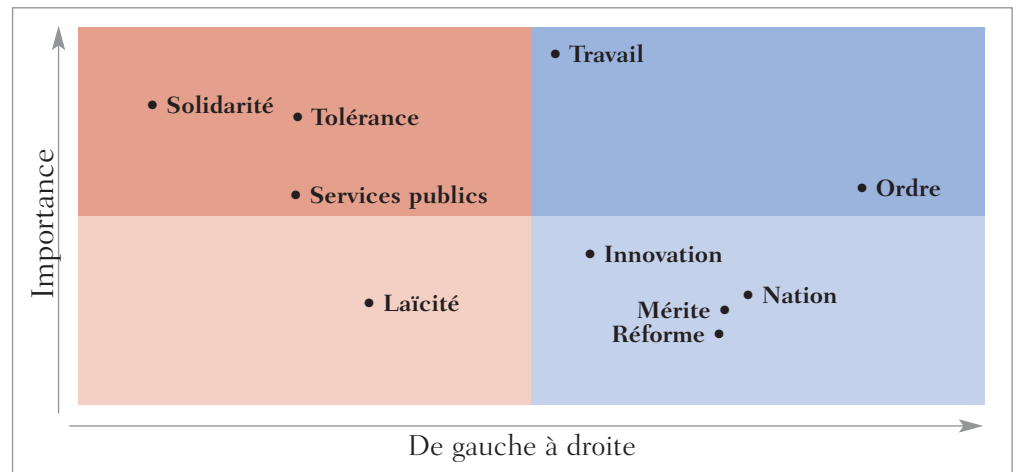 Importance
Travail
Solidarité
Tolérance
Services publics
Ordre
Innovation
Laïcité
Nation
Mérite
Réforme
De gauche à droite